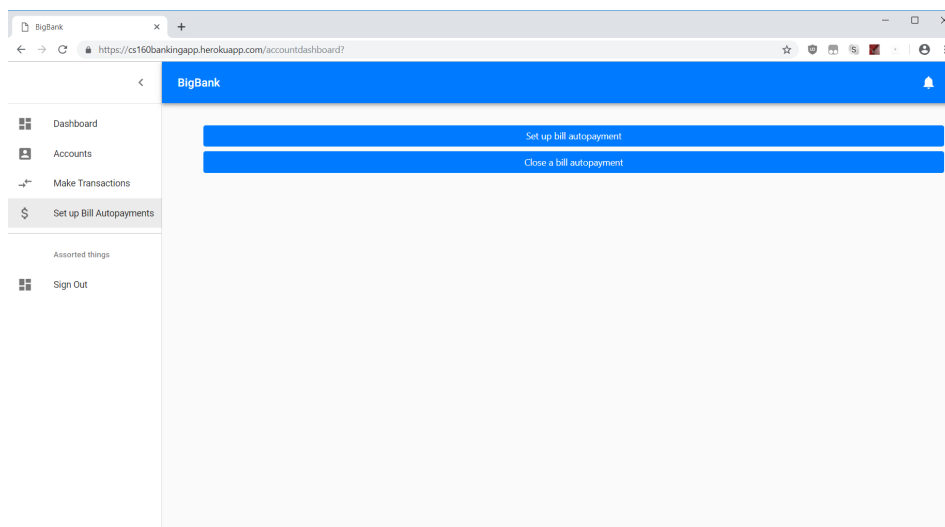 BigBank
https://cs160bankingapp.herokuapp.com/accountdashboard?
BigBank
Dashboard
Accounts
Make Transactions
Set up Bill Autopayments
Assorted things
Sign Out
Set up bill autopayment
Close a bill autopayment